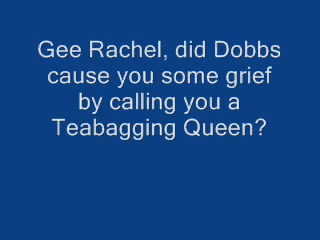 Gee Rachel, did Dobbs
cause you some grief
by calling you a
Teabagging Queen?